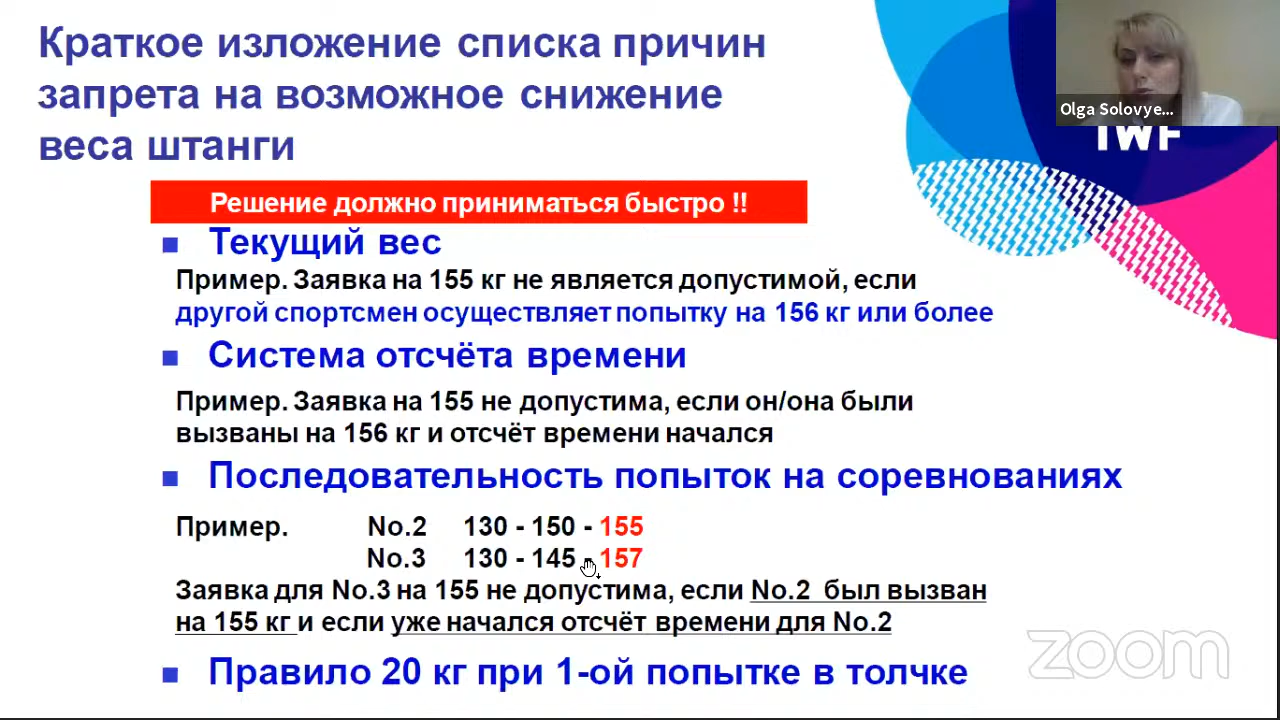 Краткое изложение списка причин
запрета на возможное снижение
веса штанги
Olga Solovye...
IWF
Решение должно приниматься быстро !!
Текущий вес
Пример. Заявка на 155 кг не является допустимой, если
другой спортсмен осуществляет попытку на 156 кг или более
Система отсчёта времени
Пример. Заявка на 155 не допустима, если он/она были
вызваны на 156 кг и отсчёт времени начался
Последовательность попыток на соревнованиях
Пример. No.2 130 - 150 - 155
No.3 130 - 145 - 157
Заявка для No.3 на 155 не допустима, если No.2 был вызван
на 155 кг и если уже начался отсчёт времени для No.2
Правило 20 кг при 1-ой попытке в толчке
zoom